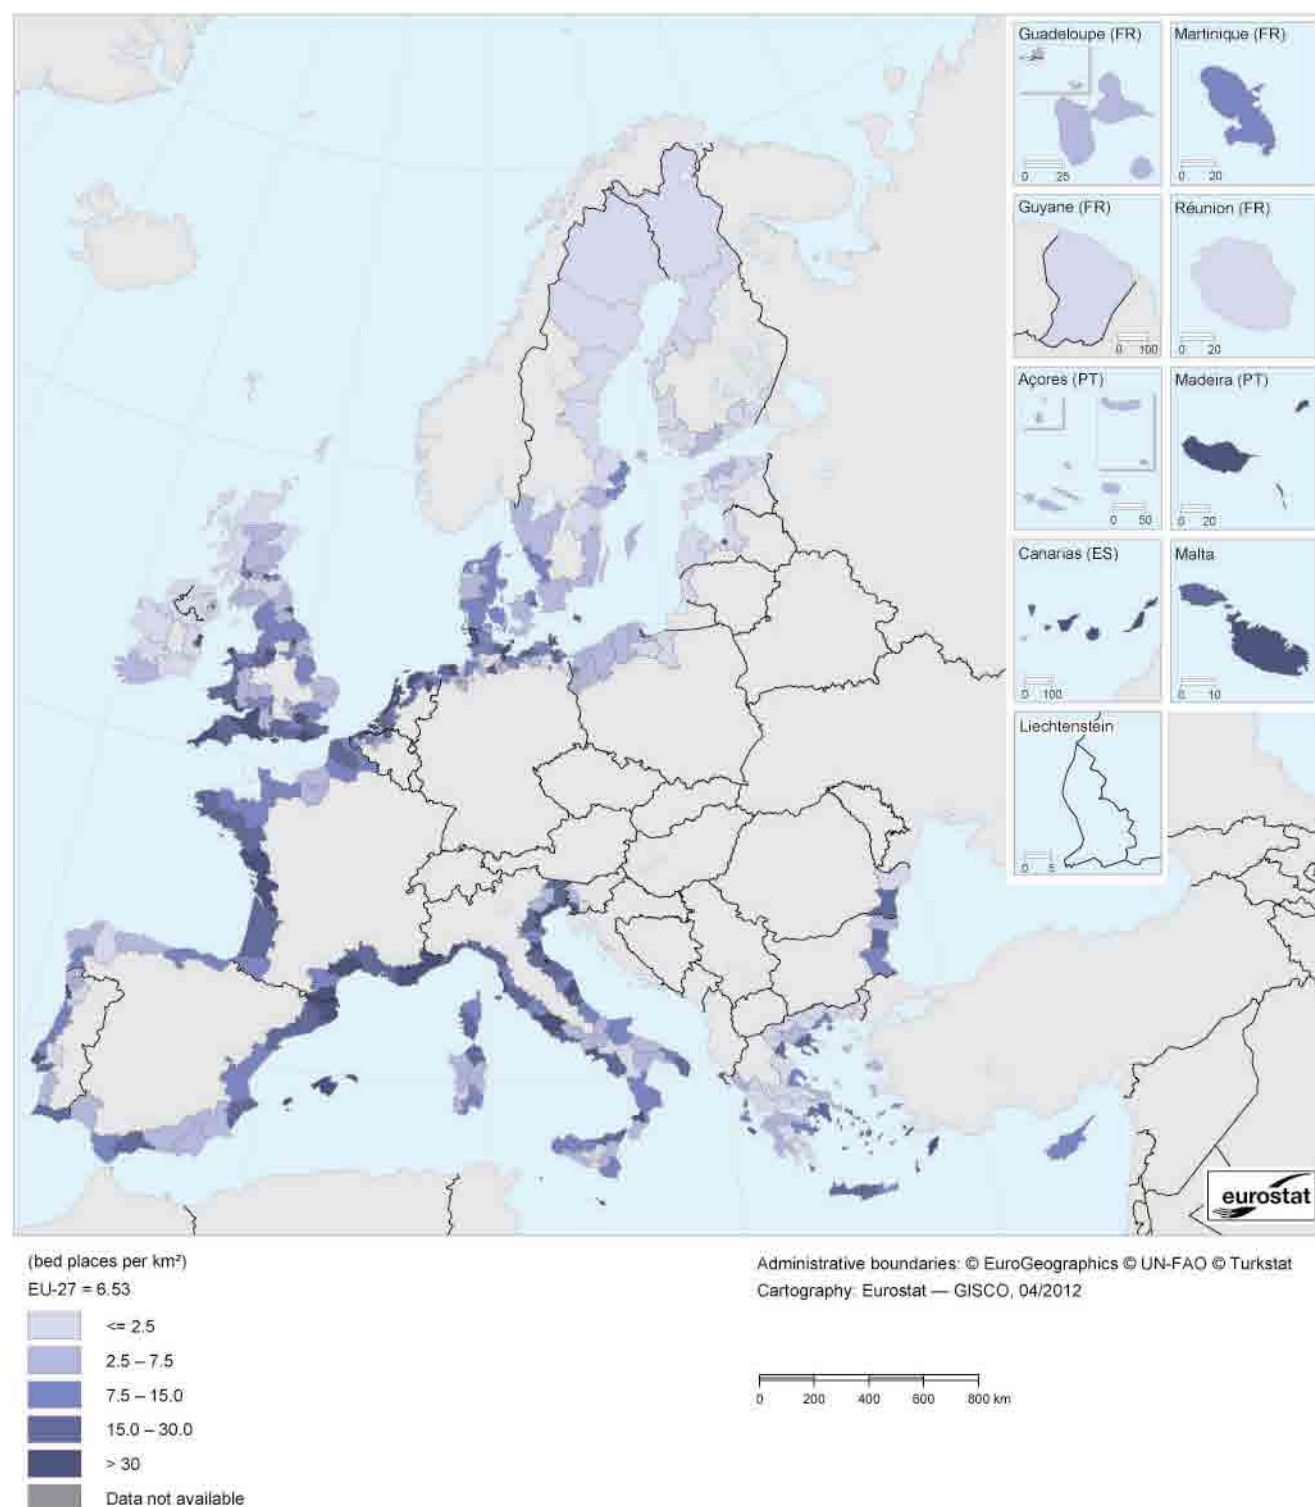 Guadeloupe (FR)
0 25
Martinique (FR)
0 20
Guyane (FR)
0 100
Réunion (FR)
0 20
Açores (PT)
0 50
Madeira (PT)
0 20
Canarias (ES)
0 100
Malta
0 10
Liechtenstein
0 5
eurostat
(bed places per km²)
EU-27 = 6.53
<= 2.5
2.5 – 7.5
7.5 – 15.0
15.0 – 30.0
> 30
Data not available
Administrative boundaries: © EuroGeographics © UN-FAO © Turkstat
Cartography: Eurostat — GISCO, 04/2012
0 200 400 600 800 km